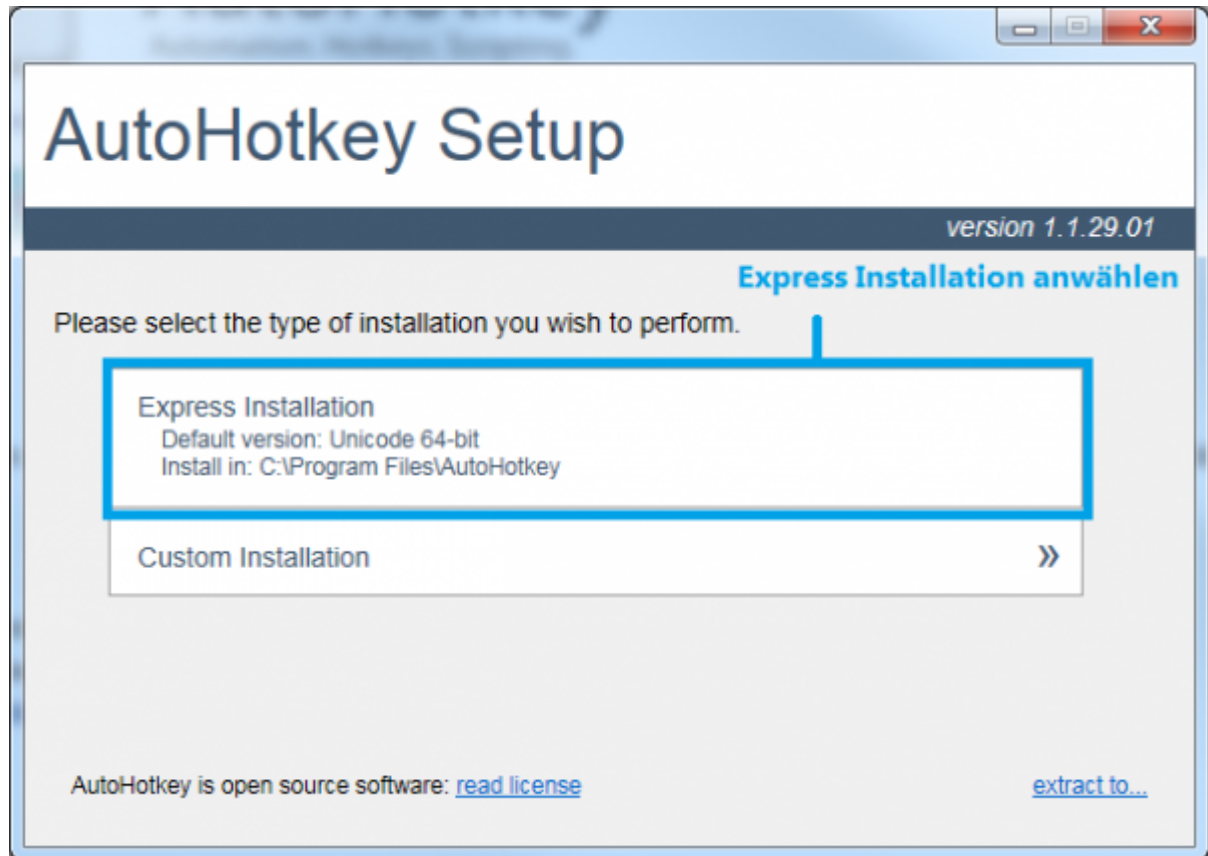 AutoHotkey Setup
version 1.1.29.01
Express Installation anwählen
Please select the type of installation you wish to perform.
Express Installation
Default version: Unicode 64-bit
Install in: C:\Program Files\AutoHotkey
Custom Installation »
AutoHotkey is open source software: read license
extract to...